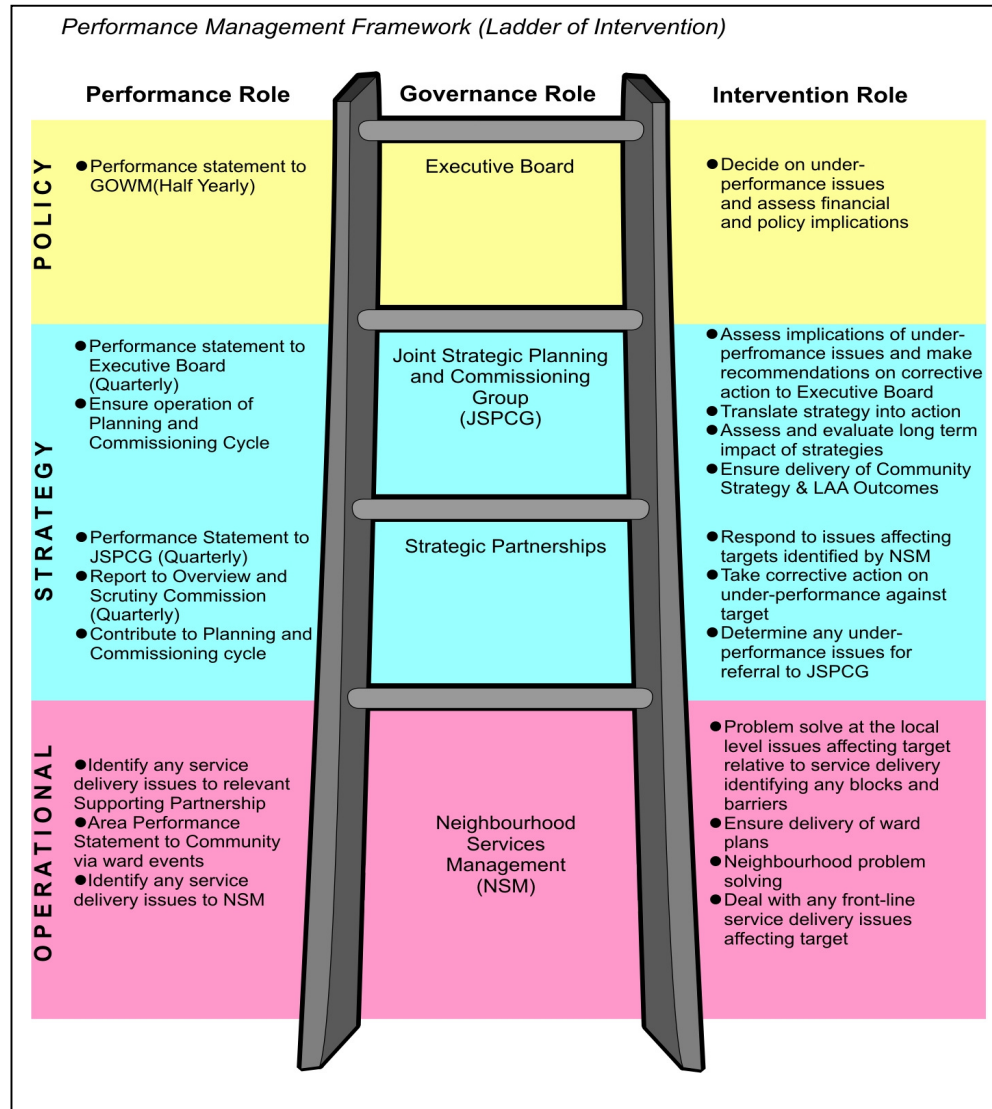 Performance Management Framework (Ladder of Intervention)
Performance Role
Governance Role
Intervention Role
POLICY
●Performance statement to
GOWM(Half Yearly)
Executive Board
●Decide on under-
performance issues
and assess financial
and policy implications
STRATEGY
●Performance statement to
Executive Board
(Quarterly)
●Ensure operation of
Planning and
Commissioning Cycle
Joint Strategic Planning
and Commissioning
Group
(JSPCG)
●Assess implications of under-
perfromance issues and make
recommendations on corrective
action to Executive Board
●Translate strategy into action
●Assess and evaluate long term
impact of strategies
●Ensure delivery of Community
Strategy & LAA Outcomes
●Performance Statement to
JSPCG (Quarterly)
●Report to Overview and
Scrutiny Commission
(Quarterly)
●Contribute to Planning and
Commissioning cycle
Strategic Partnerships
●Respond to issues affecting
targets identified by NSM
●Take corrective action on
under-performance against
target
●Determine any under-
performance issues for
referral to JSPCG
OPERATIONAL
●Identify any service
delivery issues to relevant
Supporting Partnership
●Area Performance
Statement to Community
via ward events
●Identify any service
delivery issues to NSM
Neighbourhood
Services
Management
(NSM)
●Problem solve at the local
level issues affecting target
relative to service delivery
identifying any blocks and
barriers
●Ensure delivery of ward
plans
●Neighbourhood problem
solving
●Deal with any front-line
service delivery issues
affecting target